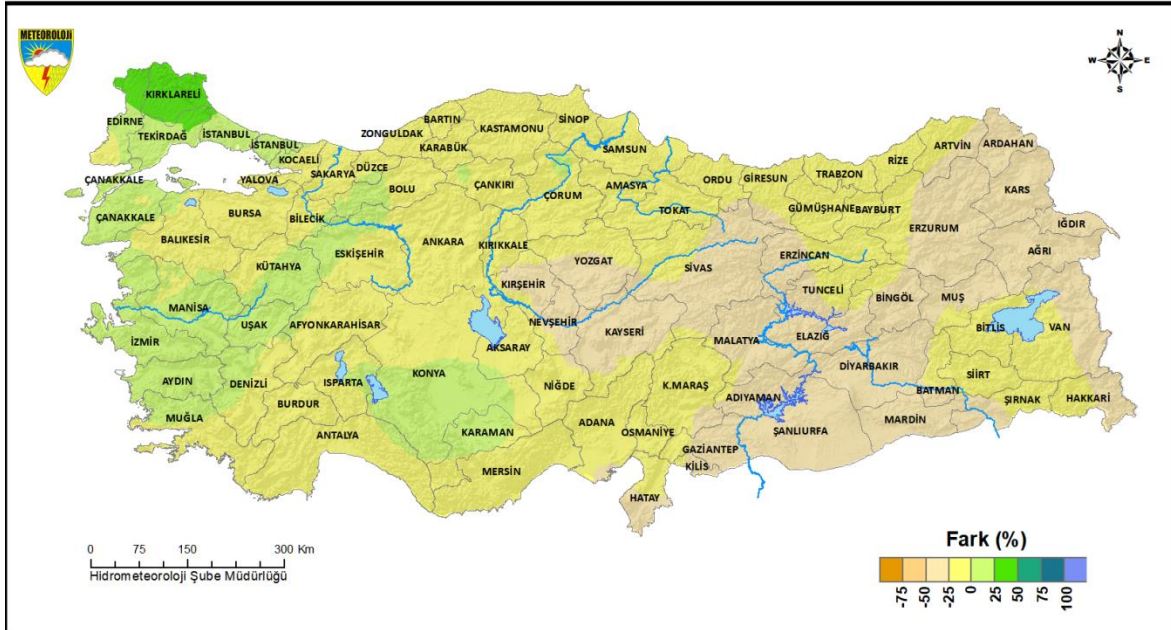 METEOROLOJİ
N
W E
S
KIRKLARELİ
EDİRNE
TEKİRDAĞ
İSTANBUL
İSTANBUL
KOCAELİ
YALOVA
SAKARYA
DÜZCE
ZONGULDAK
BARTIN
KARABÜK
KASTAMONU
SİNOP
SAMSUN
ÇANAKKALE
ÇANAKKALE
BALIKESİR
BURSA
BİLECİK
BOLU
ÇANKIRI
ÇORUM
AMASYA
TOKAT
ORDU
GİRESUN
TRABZON
RİZE
ARTVİN
ARDAHAN
KARS
IĞDIR
AĞRI
GÜMÜŞHANE
BAYBURT
ERZURUM
ERZİNCAN
KÜTAHYA
ESKİŞEHİR
ANKARA
KIRIKKALE
YOZGAT
SİVAS
TUNCELİ
BİNGÖL
MUŞ
MANİSA
UŞAK
AFYONKARAHİSAR
KIRŞEHİR
NEVŞEHİR
KAYSERİ
MALATYA
ELAZIĞ
BİTLİS
VAN
İZMİR
AKSARAY
DİYARBAKIR
AYDIN
DENİZLİ
ISPARTA
KONYA
NİĞDE
K.MARAŞ
ADIYAMAN
BATMAN
SİİRT
ŞIRNAK
HAKKARİ
MUĞLA
BURDUR
ANTALYA
KARAMAN
ADANA
OSMANİYE
GAZİANTEP
ŞANLIURFA
MARDİN
MERSİN
KİLİS
HATAY
0 75 150 300 Km
Hidrometeoroloji Şube Müdürlüğü
Fark (%)
-75 -50 -25 0 25 50 75 100